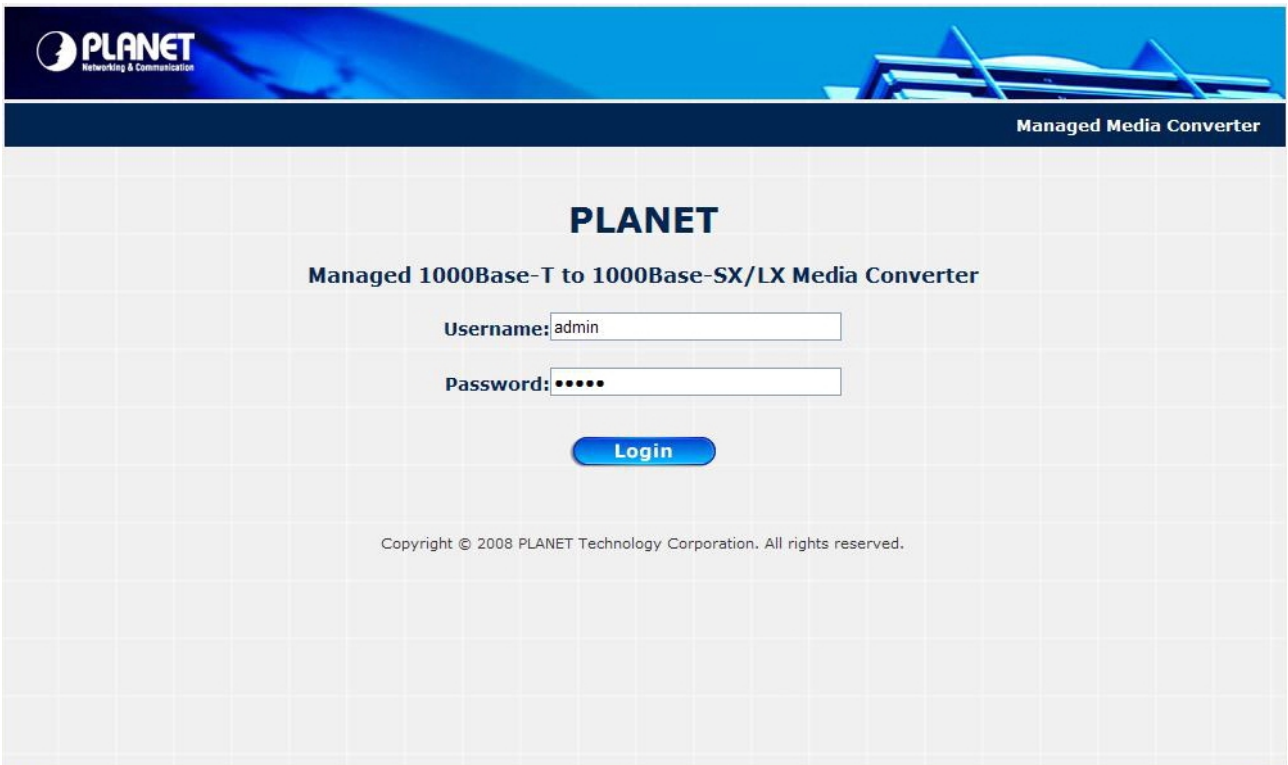 PLANET
Networking & Communication
Managed Media Converter
PLANET
Managed 1000Base-T to 1000Base-SX/LX Media Converter
Username: admin
Password: •••••
Login
Copyright © 2008 PLANET Technology Corporation. All rights reserved.